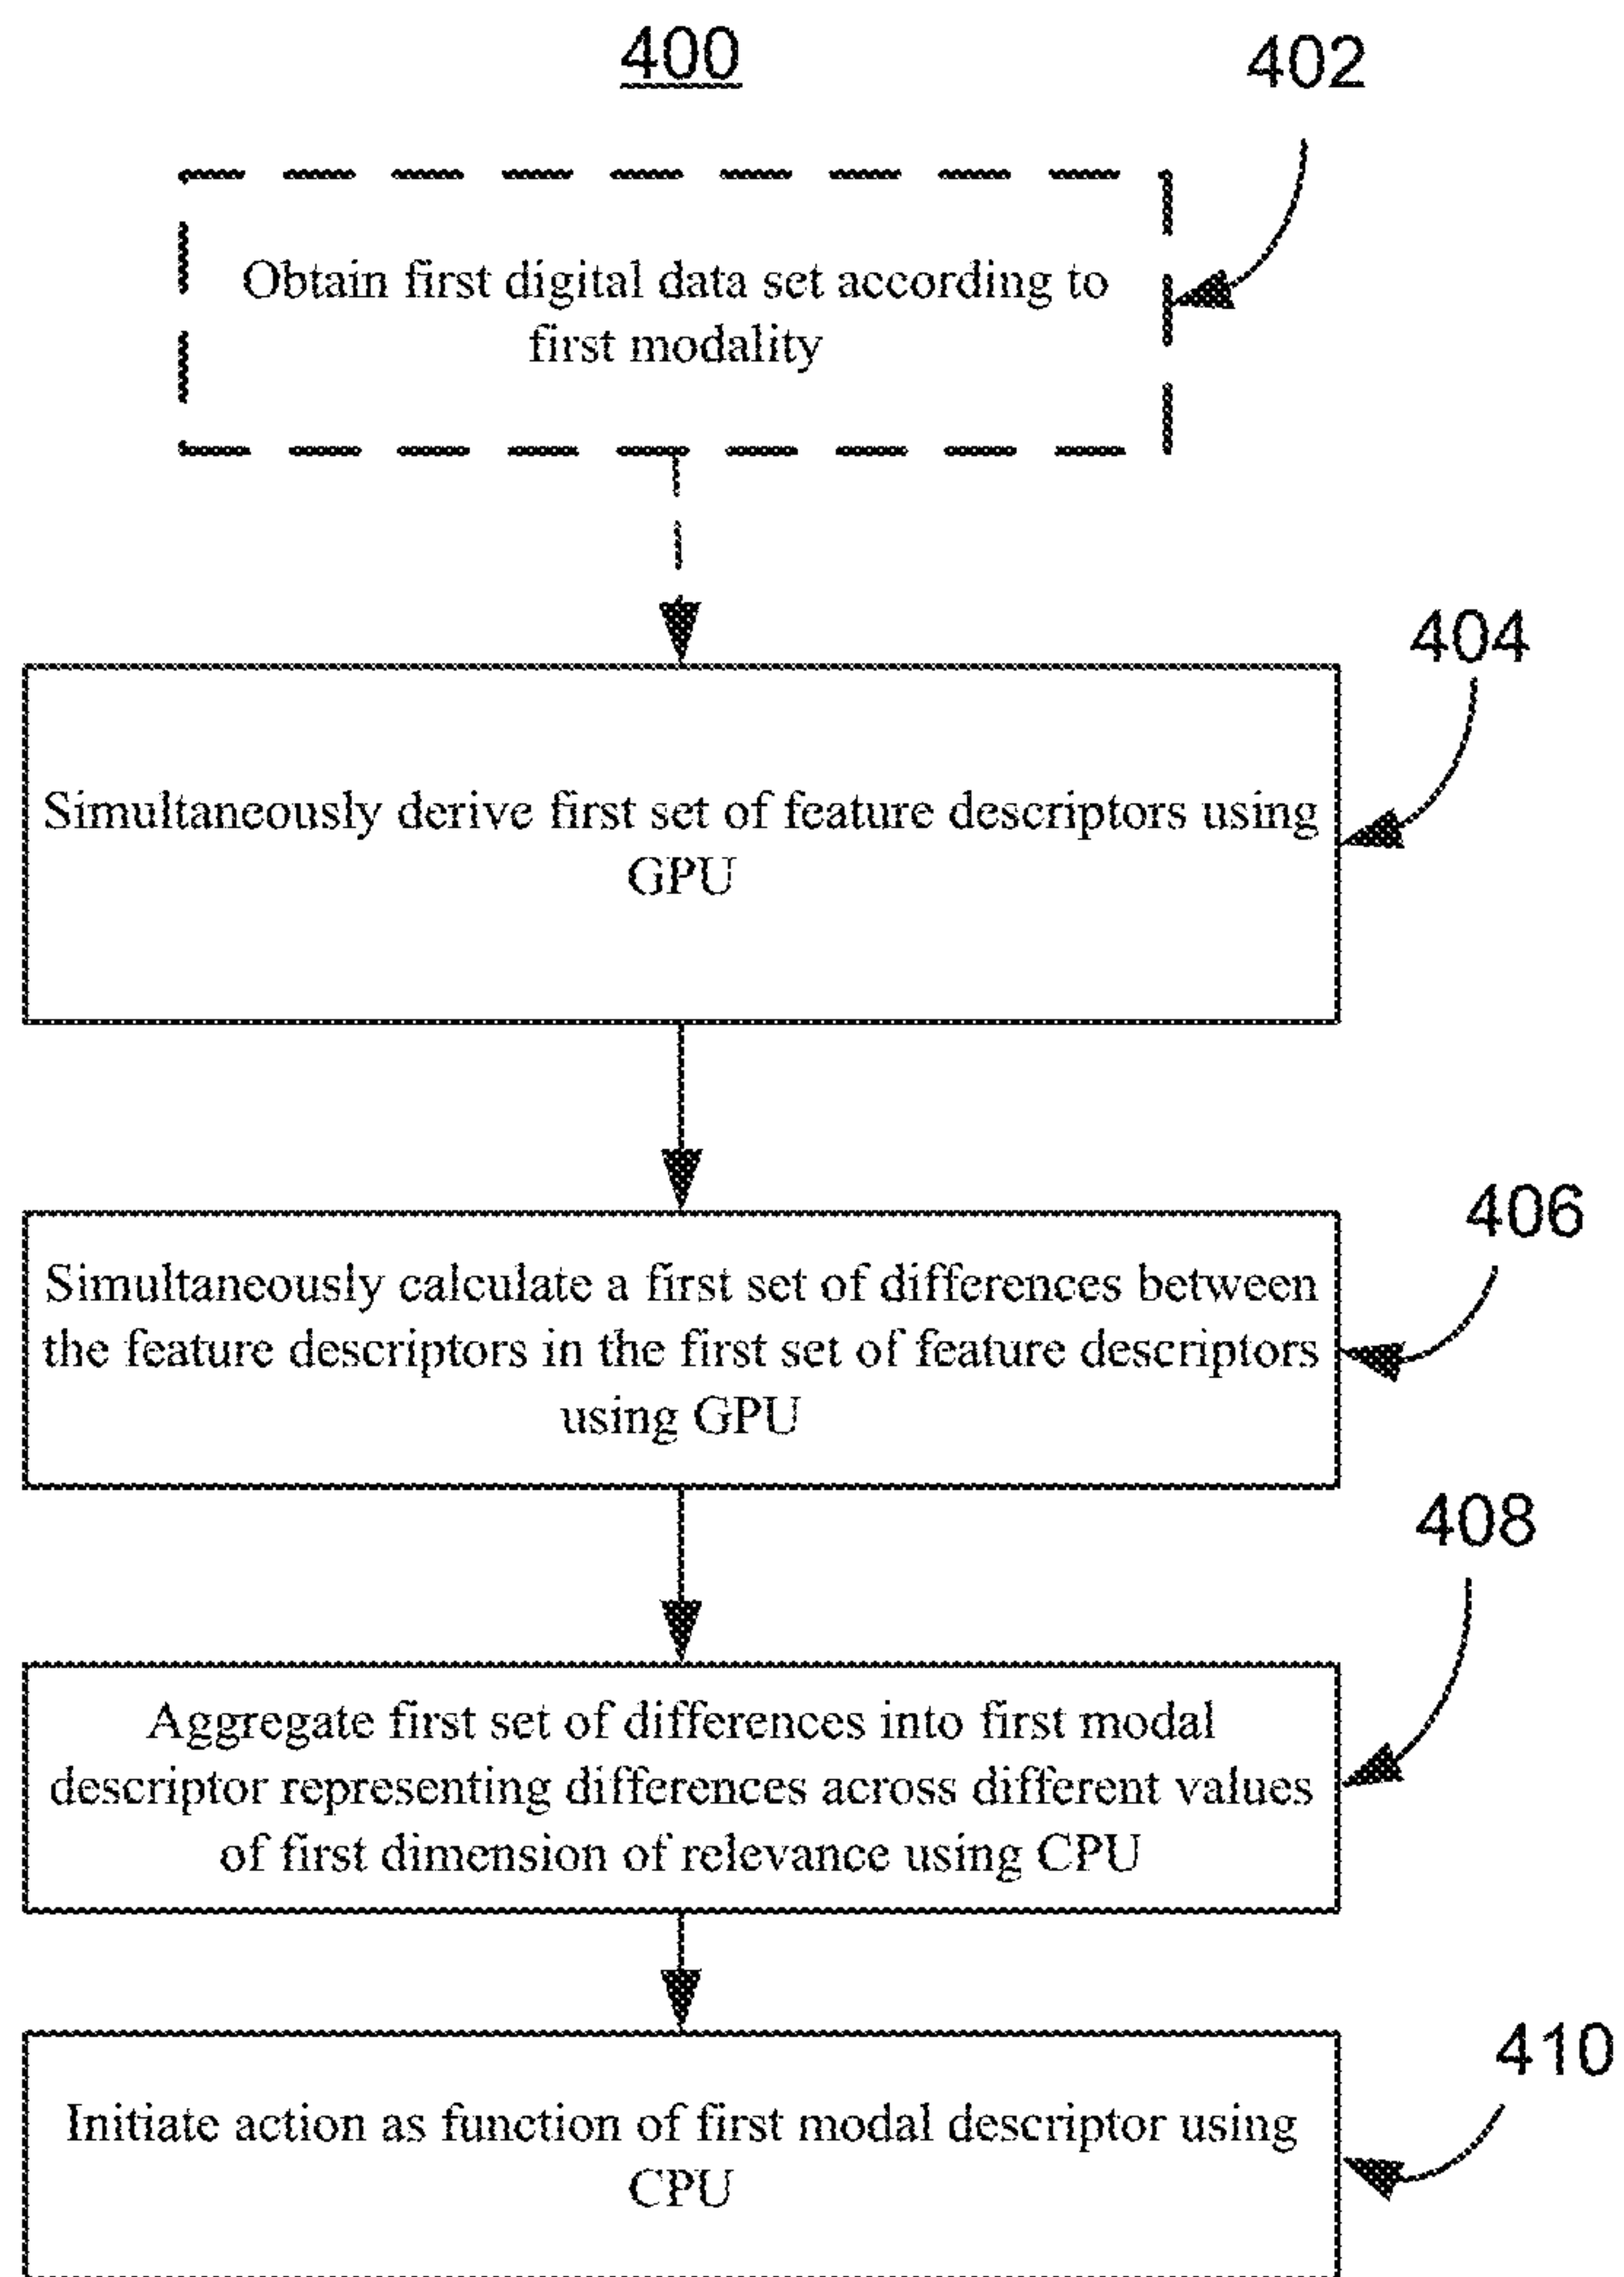 400
402
Obtain first digital data set according to
first modality
404
Simultaneously derive first set of feature descriptors using
GPU
406
Simultaneously calculate a first set of differences between
the feature descriptors in the first set of feature descriptors
using GPU
408
Aggregate first set of differences into first modal
descriptor representing differences across different values
of first dimension of relevance using CPU
410
Initiate action as function of first modal descriptor using
CPU